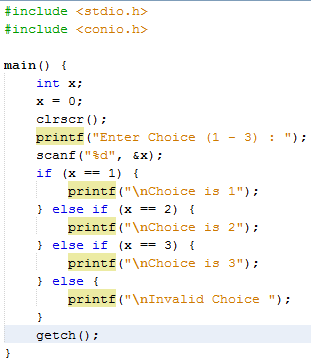 #include <stdio.h>
#include <conio.h>
main() {
int x;
x = 0;
clrscr();
printf("Enter Choice (1 - 3) : ");
scanf("%d", &x);
if (x == 1) {
printf("\nChoice is 1");
} else if (x == 2) {
printf("\nChoice is 2");
} else if (x == 3) {
printf("\nChoice is 3");
} else {
printf("\nInvalid Choice ");
}
getch();
}